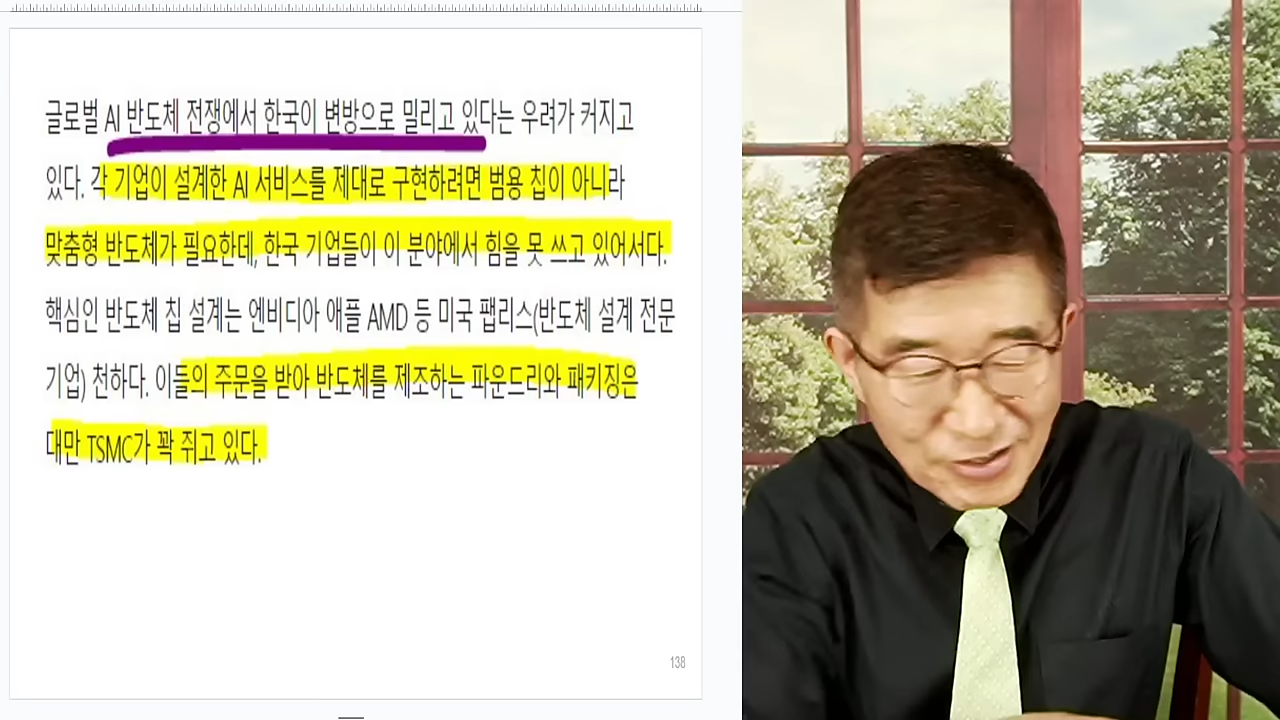 글로벌 AI 반도체 전쟁에서 한국이 변방으로 밀리고 있다는 우려가 커지고
있다. 각 기업이 설계한 AI 서비스를 제대로 구현하려면 범용 칩이 아니라
맞춤형 반도체가 필요한데, 한국 기업들이 이 분야에서 힘을 못 쓰고 있어서다.
핵심인 반도체 칩 설계는 엔비디아 애플 AMD 등 미국 팹리스(반도체 설계 전문
기업) 천하다. 이들의 주문을 받아 반도체를 제조하는 파운드리와 패키징은
대만 TSMC가 꽉 쥐고 있다.
138